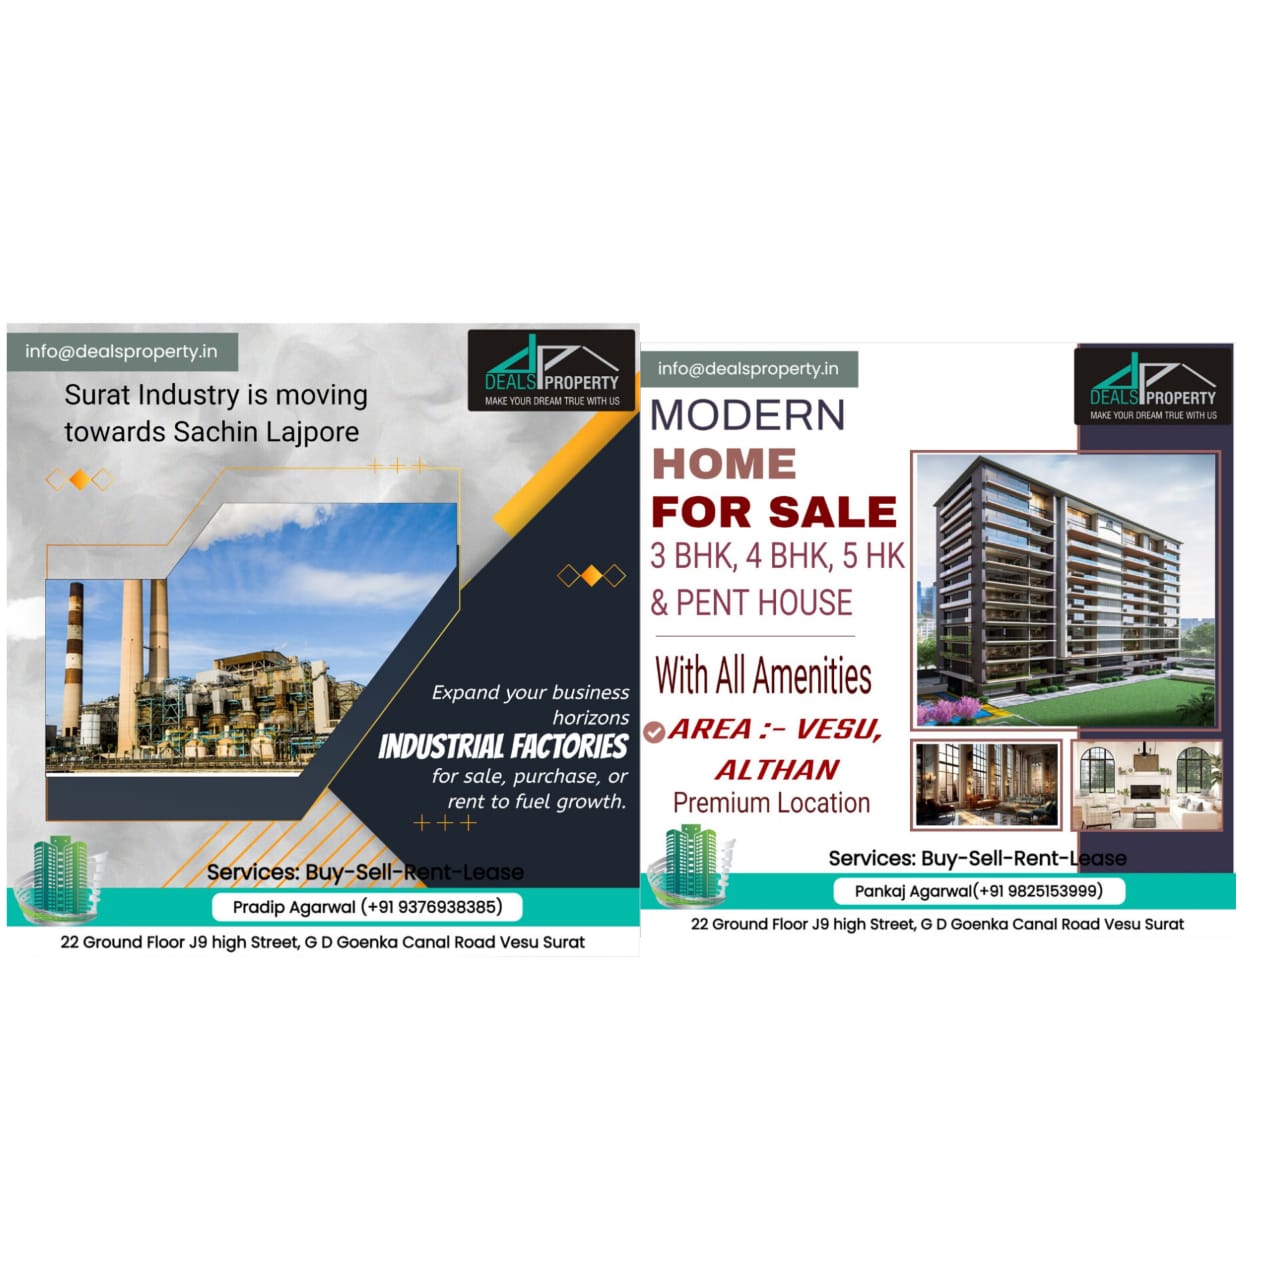 info@dealsproperty.in
DEALS PROPERTY
MAKE YOUR DREAM TRUE WITH US
Surat Industry is moving
towards Sachin Lajpore
Expand your business
horizons
INDUSTRIAL FACTORIES
for sale, purchase, or
rent to fuel growth.
Services: Buy-Sell-Rent-Lease
Pradip Agarwal (+91 9376938385)
22 Ground Floor J9 high Street, G D Goenka Canal Road Vesu Surat
info@dealsproperty.in
DEALS PROPERTY
MAKE YOUR DREAM TRUE WITH US
MODERN
HOME
FOR SALE
3 BHK, 4 BHK, 5 HK
& PENT HOUSE
With All Amenities
AREA :- VESU,
ALTHAN
Premium Location
Services: Buy-Sell-Rent-Lease
Pankaj Agarwal(+91 9825153999)
22 Ground Floor J9 high Street, G D Goenka Canal Road Vesu Surat